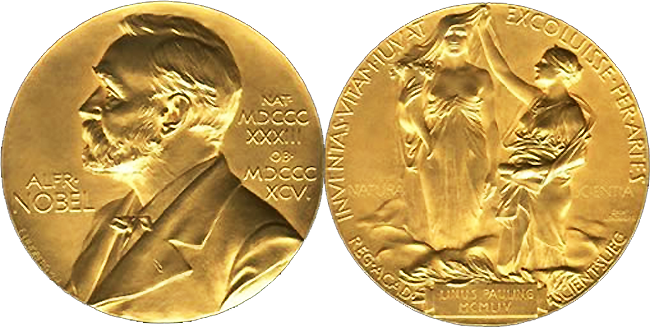 ALFR·
NOBEL
NAT·
MDCCC
XXXIII
OB·
MDCCC
XCV·
INVENTAS·VITAM·IUVAT
EXCOLUISSE·PER·ARTES
NATURA
SCIENTIA
REG·ACAD·
SCIENT·SUEC·
LINUS PAULING
MCMLIV